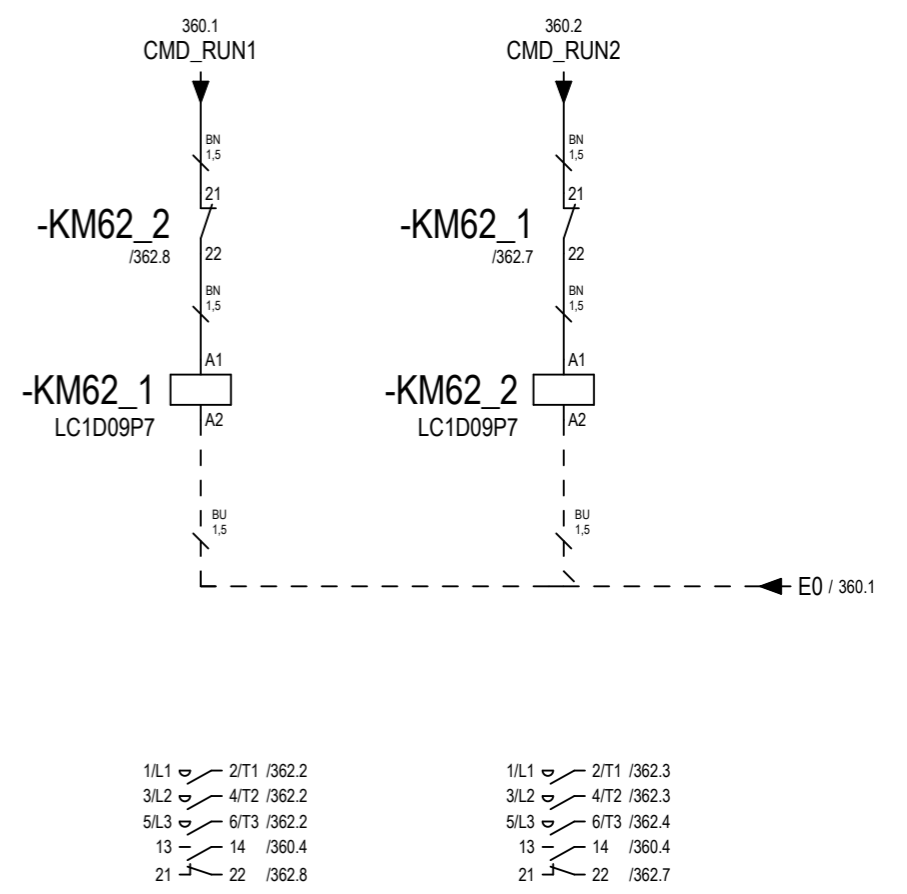 360.1
CMD_RUN1
360.2
CMD_RUN2
BN
1,5
BN
1,5
21
21
-KM62_2
/362.8
-KM62_1
/362.7
22
22
BN
1,5
BN
1,5
A1
A1
-KM62_1
LC1D09P7
-KM62_2
LC1D09P7
A2
A2
BU
1,5
BU
1,5
E0 / 360.1
1/L1 2/T1 /362.2
3/L2 4/T2 /362.2
5/L3 6/T3 /362.2
13 14 /360.4
21 22 /362.8
1/L1 2/T1 /362.3
3/L2 4/T2 /362.3
5/L3 6/T3 /362.4
13 14 /360.4
21 22 /362.7